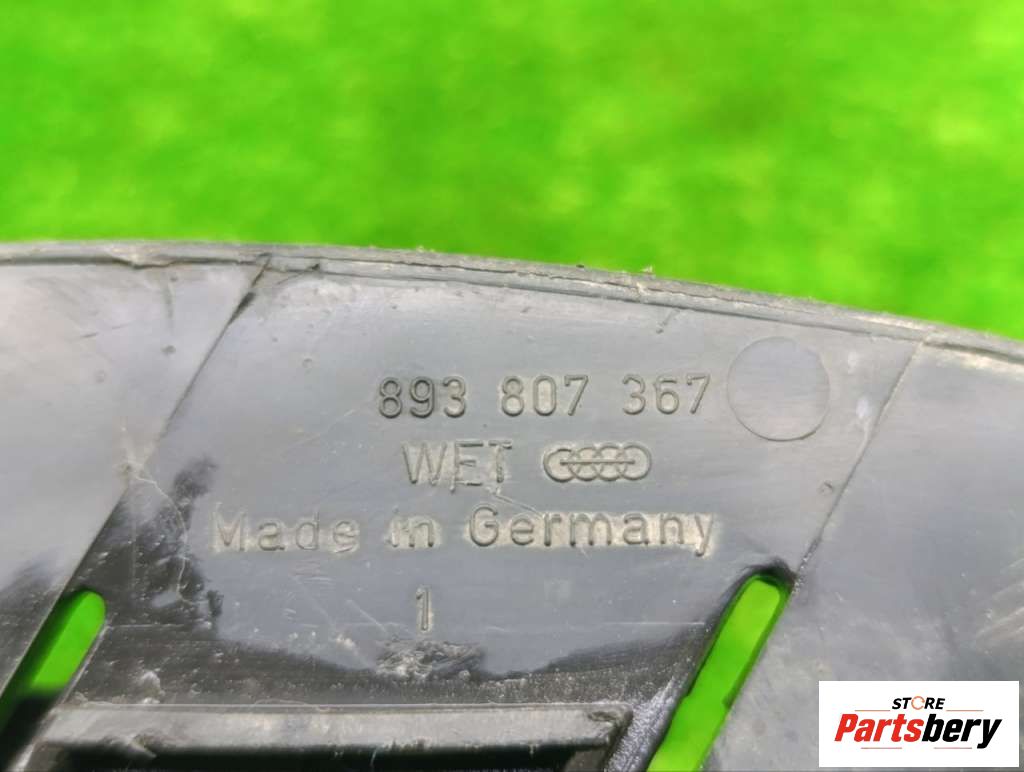 893 807 367
WET
Made in Germany
1
STORE
Partsbery